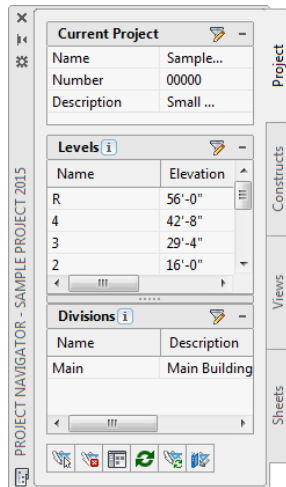 Current Project
Name Sample...
Number 00000
Description Small ...
Levels
Name Elevation
R 56'-0"
4 42'-8"
3 29'-4"
2 16'-0"
Divisions
Name Description
Main Main Building
Project
Constructs
Views
Sheets
PROJECT NAVIGATOR - SAMPLE PROJECT 2015